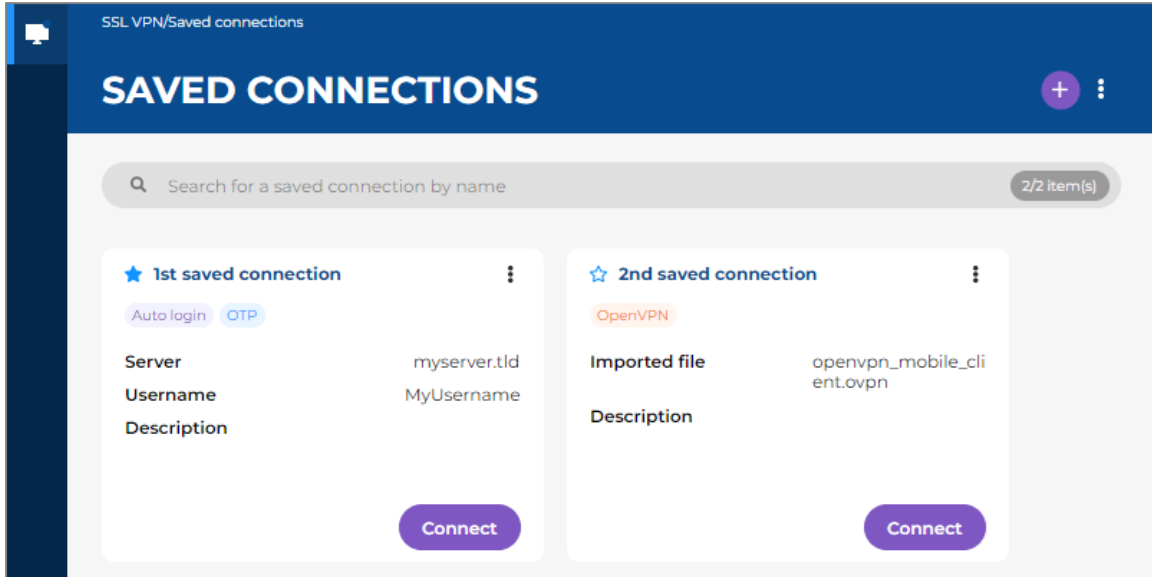 SSL VPN/Saved connections
SAVED CONNECTIONS
Search for a saved connection by name
2/2 item(s)
1st saved connection
Auto login OTP
Server myserver.tld
Username MyUsername
Description
Connect
2nd saved connection
OpenVPN
Imported file openvpn_mobile_cli
ent.ovpn
Description
Connect